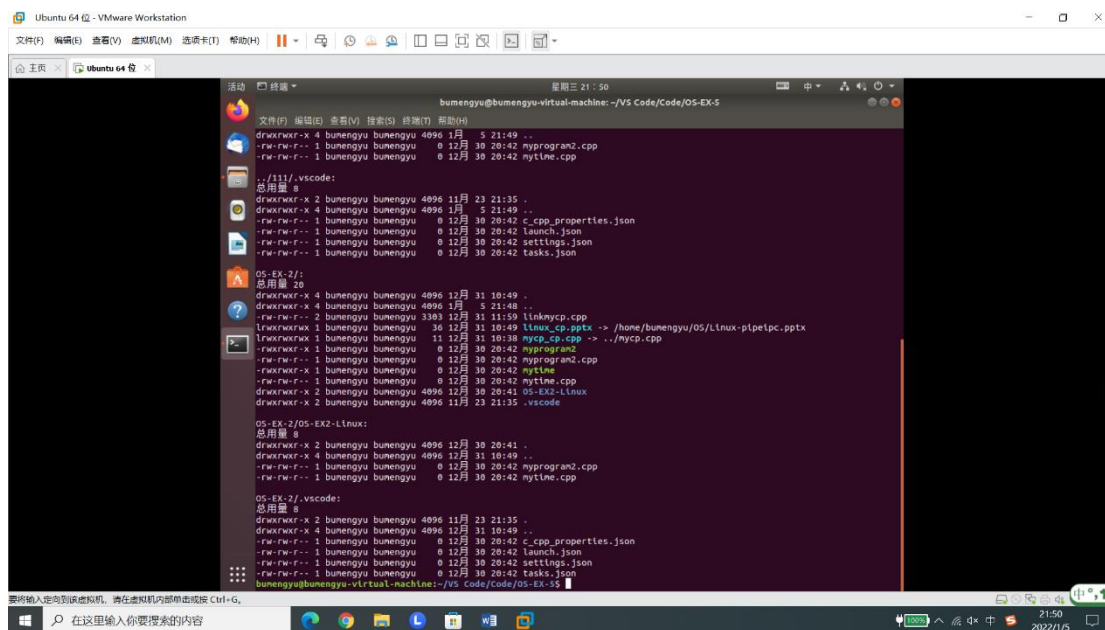 Ubuntu 64 位 - VMware Workstation
文件(F) 编辑(E) 查看(V) 虚拟机(M) 选项卡(T) 帮助(H)
主页 Ubuntu 64 位
活动 终端 星期三 21:50 中
bumengyu@bumengyu-virtual-machine: ~/VS Code/Code/OS-EX-5
文件(F) 编辑(E) 查看(V) 搜索(S) 终端(T) 帮助(H)
drwxrwxr-x 4 bumengyu bumengyu 4096 1月 5 21:49 ..
-rw-rw-r-- 1 bumengyu bumengyu 0 12月 30 20:42 myprogram2.cpp
-rw-rw-r-- 1 bumengyu bumengyu 0 12月 30 20:42 mytime.cpp
../111/.vscode:
总用量 8
drwxrwxr-x 2 bumengyu bumengyu 4096 11月 23 21:35 .
drwxrwxr-x 4 bumengyu bumengyu 4096 1月 5 21:49 ..
-rw-rw-r-- 1 bumengyu bumengyu 0 12月 30 20:42 c_cpp_properties.json
-rw-rw-r-- 1 bumengyu bumengyu 0 12月 30 20:42 launch.json
-rw-rw-r-- 1 bumengyu bumengyu 0 12月 30 20:42 settings.json
-rw-rw-r-- 1 bumengyu bumengyu 0 12月 30 20:42 tasks.json
OS-EX-2/:
总用量 20
drwxrwxr-x 4 bumengyu bumengyu 4096 12月 31 10:49 .
drwxrwxr-x 4 bumengyu bumengyu 4096 1月 5 21:48 ..
-rw-rw-r-- 2 bumengyu bumengyu 3303 12月 31 11:59 linkmycp.cpp
lrwxrwxrwx 1 bumengyu bumengyu 36 12月 31 10:49 linux_cp.pptx -> /home/bumengyu/OS/Linux-pipeipc.pptx
lrwxrwxrwx 1 bumengyu bumengyu 11 12月 31 10:38 mycp_cp.cpp -> ../mycp.cpp
-rwxrwxr-x 1 bumengyu bumengyu 0 12月 30 20:42 myprogram2
-rw-rw-r-- 1 bumengyu bumengyu 0 12月 30 20:42 myprogram2.cpp
-rwxrwxr-x 1 bumengyu bumengyu 0 12月 30 20:42 mytime
-rw-rw-r-- 1 bumengyu bumengyu 0 12月 30 20:42 mytime.cpp
drwxrwxr-x 2 bumengyu bumengyu 4096 12月 30 20:41 OS-EX2-Linux
drwxrwxr-x 2 bumengyu bumengyu 4096 11月 23 21:35 .vscode
OS-EX-2/OS-EX2-Linux:
总用量 8
drwxrwxr-x 2 bumengyu bumengyu 4096 12月 30 20:41 .
drwxrwxr-x 4 bumengyu bumengyu 4096 12月 31 10:49 ..
-rw-rw-r-- 1 bumengyu bumengyu 0 12月 30 20:42 myprogram2.cpp
-rw-rw-r-- 1 bumengyu bumengyu 0 12月 30 20:42 mytime.cpp
OS-EX-2/.vscode:
总用量 8
drwxrwxr-x 2 bumengyu bumengyu 4096 11月 23 21:35 .
drwxrwxr-x 4 bumengyu bumengyu 4096 12月 31 10:49 ..
-rw-rw-r-- 1 bumengyu bumengyu 0 12月 30 20:42 c_cpp_properties.json
-rw-rw-r-- 1 bumengyu bumengyu 0 12月 30 20:42 launch.json
-rw-rw-r-- 1 bumengyu bumengyu 0 12月 30 20:42 settings.json
-rw-rw-r-- 1 bumengyu bumengyu 0 12月 30 20:42 tasks.json
bumengyu@bumengyu-virtual-machine:~/VS Code/Code/OS-EX-5$
要将输入定向到该虚拟机，请在虚拟机内部单击或按 Ctrl+G。
在这里输入你要搜索的内容
100% 中 21:50
2022/1/5